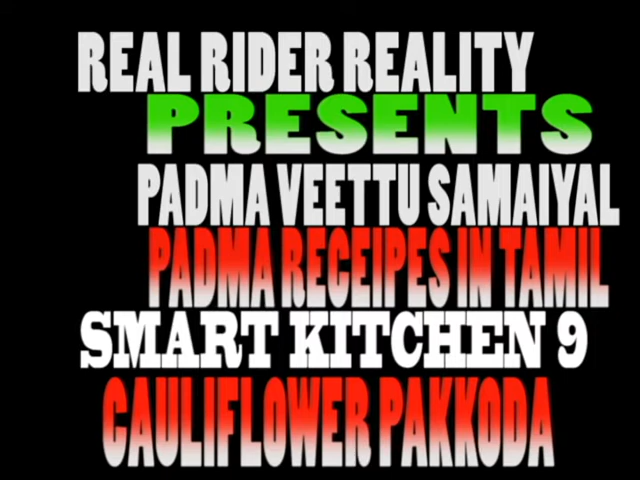 REAL RIDER REALITY
PRESENTS
PADMA VEETTU SAMAIYAL
PADMA RECEIPES IN TAMIL
SMART KITCHEN 9
CAULIFLOWER PAKKODA